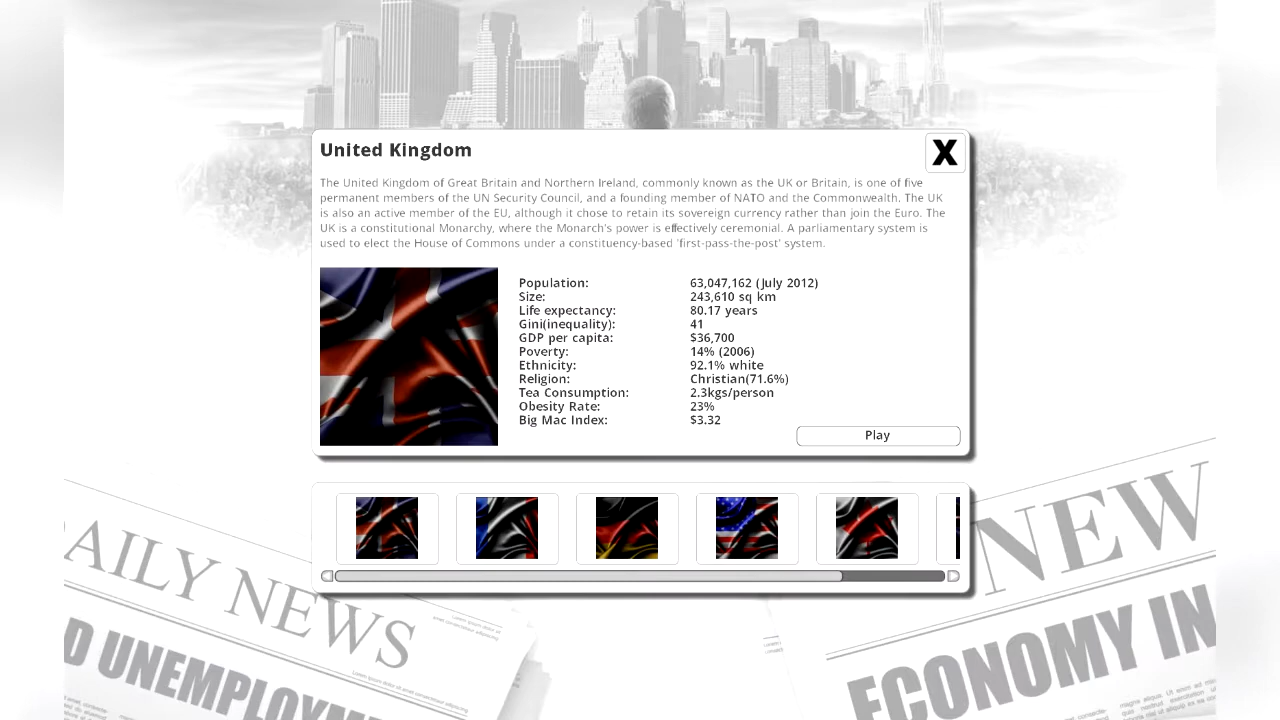 United Kingdom
X
The United Kingdom of Great Britain and Northern Ireland, commonly known as the UK or Britain, is one of five
permanent members of the UN Security Council, and a founding member of NATO and the Commonwealth. The UK
is also an active member of the EU, although it chose to retain its sovereign currency rather than join the Euro. The
UK is a constitutional Monarchy, where the Monarch's power is effectively ceremonial. A parliamentary system is
used to elect the House of Commons under a constituency-based 'first-pass-the-post' system.
Population: 63,047,162 (July 2012)
Size: 243,610 sq km
Life expectancy: 80.17 years
Gini(inequality): 41
GDP per capita: $36,700
Poverty: 14% (2006)
Ethnicity: 92.1% white
Religion: Christian(71.6%)
Tea Consumption: 2.3kgs/person
Obesity Rate: 23%
Big Mac Index: $3.32
Play
AILY NEWS
D UNEMPLOYM
NEW
ECONOMY IN